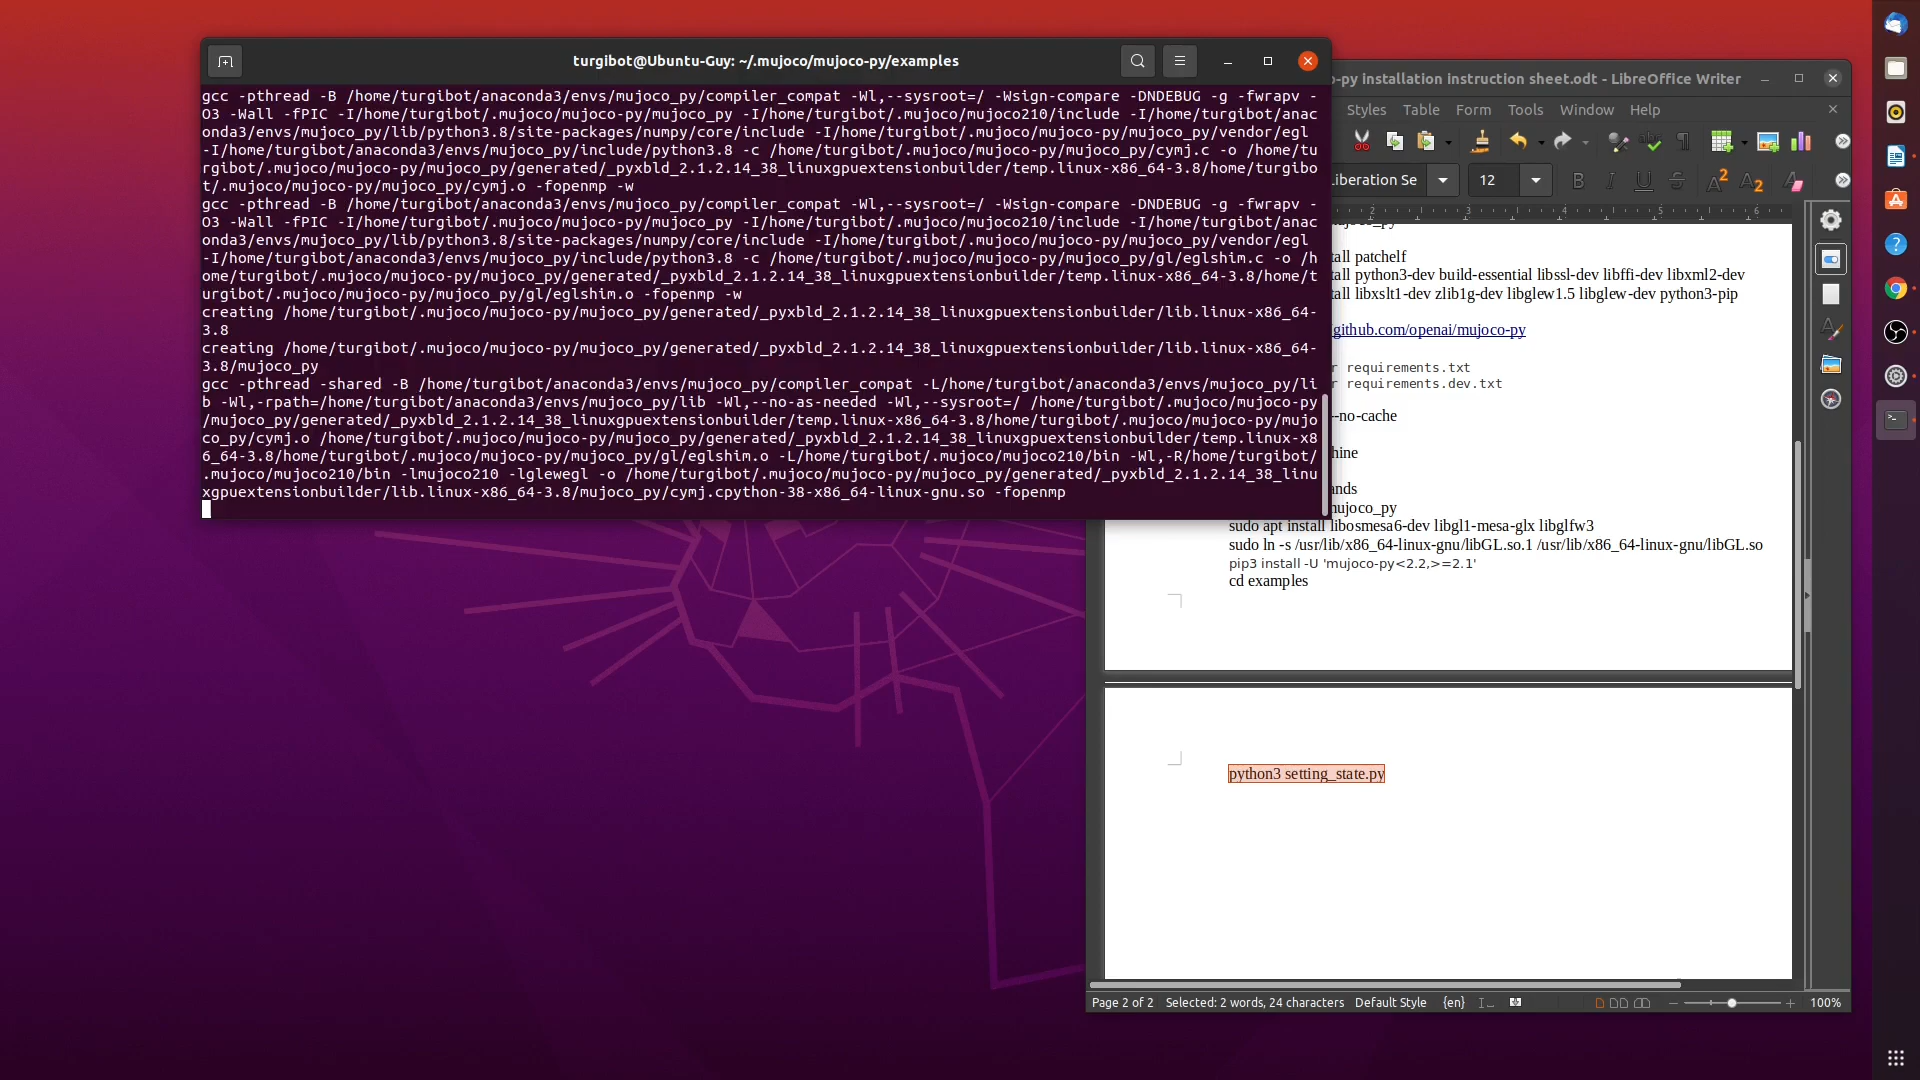 turgibot@Ubuntu-Guy: ~/.mujoco/mujoco-py/examples
gcc -pthread -B /home/turgibot/anaconda3/envs/mujoco_py/compiler_compat -Wl,--sysroot=/ -Wsign-compare -DNDEBUG -g -fwrapv -
O3 -Wall -fPIC -I/home/turgibot/.mujoco/mujoco-py/mujoco_py -I/home/turgibot/.mujoco/mujoco210/include -I/home/turgibot/anac
onda3/envs/mujoco_py/lib/python3.8/site-packages/numpy/core/include -I/home/turgibot/.mujoco/mujoco-py/mujoco_py/vendor/egl
-I/home/turgibot/anaconda3/envs/mujoco_py/include/python3.8 -c /home/turgibot/.mujoco/mujoco-py/mujoco_py/cymj.c -o /home/tu
rgibot/.mujoco/mujoco-py/mujoco_py/generated/_pyxbld_2.1.2.14_38_linuxgpuextensionbuilder/temp.linux-x86_64-3.8/home/turgibo
t/.mujoco/mujoco-py/mujoco_py/cymj.o -fopenmp -w
gcc -pthread -B /home/turgibot/anaconda3/envs/mujoco_py/compiler_compat -Wl,--sysroot=/ -Wsign-compare -DNDEBUG -g -fwrapv -
O3 -Wall -fPIC -I/home/turgibot/.mujoco/mujoco-py/mujoco_py -I/home/turgibot/.mujoco/mujoco210/include -I/home/turgibot/anac
onda3/envs/mujoco_py/lib/python3.8/site-packages/numpy/core/include -I/home/turgibot/.mujoco/mujoco-py/mujoco_py/vendor/egl
-I/home/turgibot/anaconda3/envs/mujoco_py/include/python3.8 -c /home/turgibot/.mujoco/mujoco-py/mujoco_py/gl/eglshim.c -o /h
ome/turgibot/.mujoco/mujoco-py/mujoco_py/generated/_pyxbld_2.1.2.14_38_linuxgpuextensionbuilder/temp.linux-x86_64-3.8/home/t
urgibot/.mujoco/mujoco-py/mujoco_py/gl/eglshim.o -fopenmp -w
creating /home/turgibot/.mujoco/mujoco-py/mujoco_py/generated/_pyxbld_2.1.2.14_38_linuxgpuextensionbuilder/lib.linux-x86_64-
3.8
creating /home/turgibot/.mujoco/mujoco-py/mujoco_py/generated/_pyxbld_2.1.2.14_38_linuxgpuextensionbuilder/lib.linux-x86_64-
3.8/mujoco_py
gcc -pthread -shared -B /home/turgibot/anaconda3/envs/mujoco_py/compiler_compat -L/home/turgibot/anaconda3/envs/mujoco_py/li
b -Wl,-rpath=/home/turgibot/anaconda3/envs/mujoco_py/lib -Wl,--no-as-needed -Wl,--sysroot=/ /home/turgibot/.mujoco/mujoco-py
/mujoco_py/generated/_pyxbld_2.1.2.14_38_linuxgpuextensionbuilder/temp.linux-x86_64-3.8/home/turgibot/.mujoco/mujoco-py/mujo
co_py/cymj.o /home/turgibot/.mujoco/mujoco-py/mujoco_py/generated/_pyxbld_2.1.2.14_38_linuxgpuextensionbuilder/temp.linux-x8
6_64-3.8/home/turgibot/.mujoco/mujoco-py/mujoco_py/gl/eglshim.o -L/home/turgibot/.mujoco/mujoco210/bin -Wl,-R/home/turgibot/
.mujoco/mujoco210/bin -lmujoco210 -lglewegl -o /home/turgibot/.mujoco/mujoco-py/mujoco_py/generated/_pyxbld_2.1.2.14_38_linu
xgpuextensionbuilder/lib.linux-x86_64-3.8/mujoco_py/cymj.cpython-38-x86_64-linux-gnu.so -fopenmp
-py installation instruction sheet.odt - LibreOffice Writer
Styles Table Form Tools Window Help
iberation Se 12
2 3 4 5 6
tall patchelf
tall python3-dev build-essential libssl-dev libffi-dev libxml2-dev
tall libxslt1-dev zlib1g-dev libglew1.5 libglew-dev python3-pip
github.com/openai/mujoco-py
r requirements.txt
r requirements.dev.txt
--no-cache
hine
ands
mujoco_py
sudo apt install libosmesa6-dev libgl1-mesa-glx libglfw3
sudo ln -s /usr/lib/x86_64-linux-gnu/libGL.so.1 /usr/lib/x86_64-linux-gnu/libGL.so
pip3 install -U 'mujoco-py<2.2,>=2.1'
cd examples
python3 setting_state.py
Page 2 of 2 Selected: 2 words, 24 characters Default Style {en} 100%